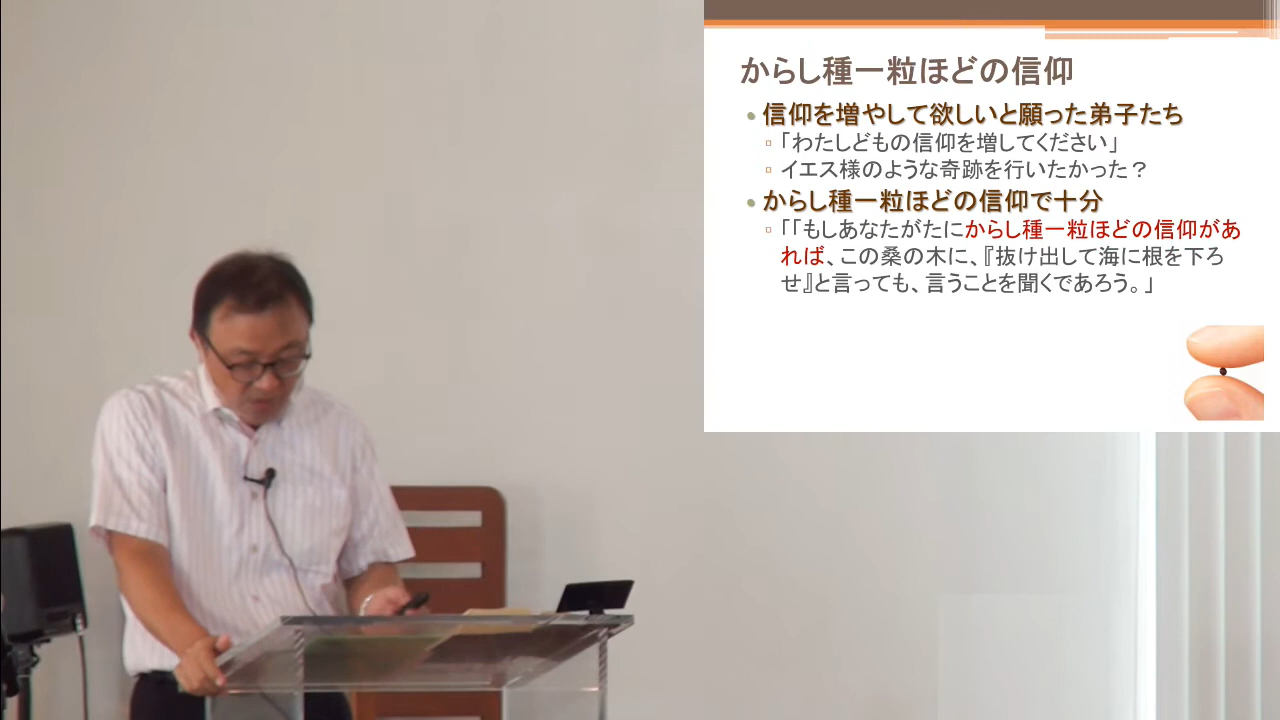 からし種一粒ほどの信仰
• 信仰を増やして欲しいと願った弟子たち
▫ 「わたしどもの信仰を増してください」
▫ イエス様のような奇跡を行いたかった？
• からし種一粒ほどの信仰で十分
▫ 「「もしあなたがたにからし種一粒ほどの信仰があ
れば、この桑の木に、『抜け出して海に根を下ろ
せ』と言っても、言うことを聞くであろう。」